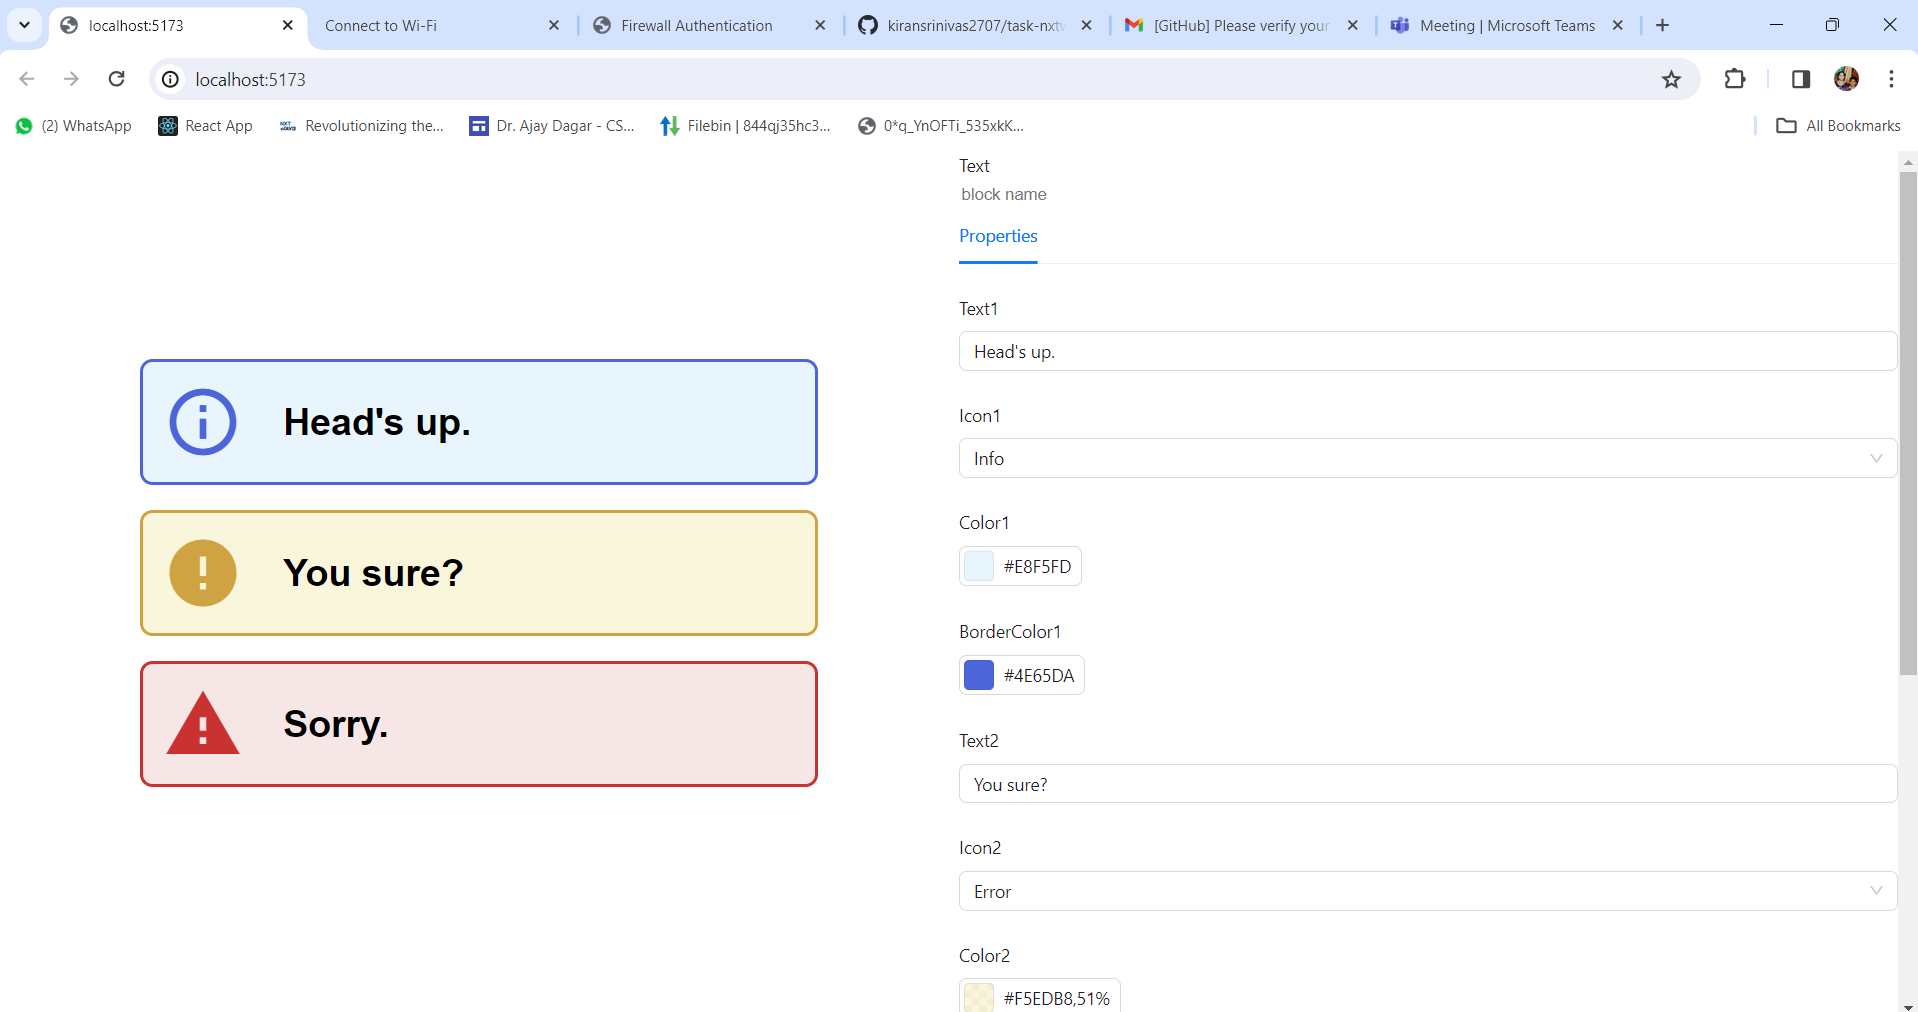 localhost:5173
Connect to Wi-Fi
Firewall Authentication
kiransrinivas2707/task-nxtw
[GitHub] Please verify your
Meeting | Microsoft Teams
localhost:5173
(2) WhatsApp
React App
Revolutionizing the...
Dr. Ajay Dagar - CS...
Filebin | 844qj35hc3...
0*q_YnOFTi_535xkK...
All Bookmarks
Head's up.
You sure?
Sorry.
Text
block name
Properties
Text1
Head's up.
Icon1
Info
Color1
#E8F5FD
BorderColor1
#4E65DA
Text2
You sure?
Icon2
Error
Color2
#F5EDB8,51%